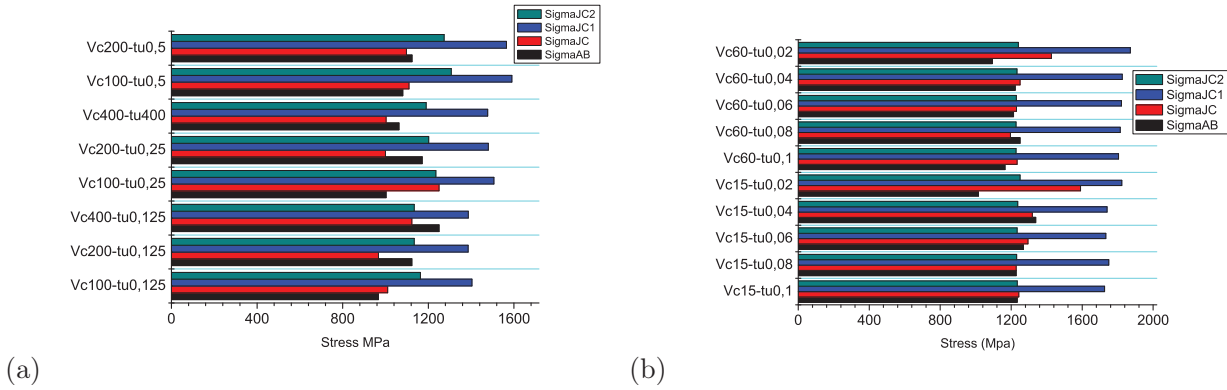 SigmaJC2
SigmaJC1
SigmaJC
SigmaAB
Vc200-tu0,5
Vc100-tu0,5
Vc400-tu400
Vc200-tu0,25
Vc100-tu0,25
Vc400-tu0,125
Vc200-tu0,125
Vc100-tu0,125
0 400 800 1200 1600
Stress MPa
(a)
SigmaJC2
SigmaJC1
SigmaJC
SigmaAB
Vc60-tu0,02
Vc60-tu0,04
Vc60-tu0,06
Vc60-tu0,08
Vc60-tu0,1
Vc15-tu0,02
Vc15-tu0,04
Vc15-tu0,06
Vc15-tu0,08
Vc15-tu0,1
0 400 800 1200 1600 2000
Stress (Mpa)
(b)